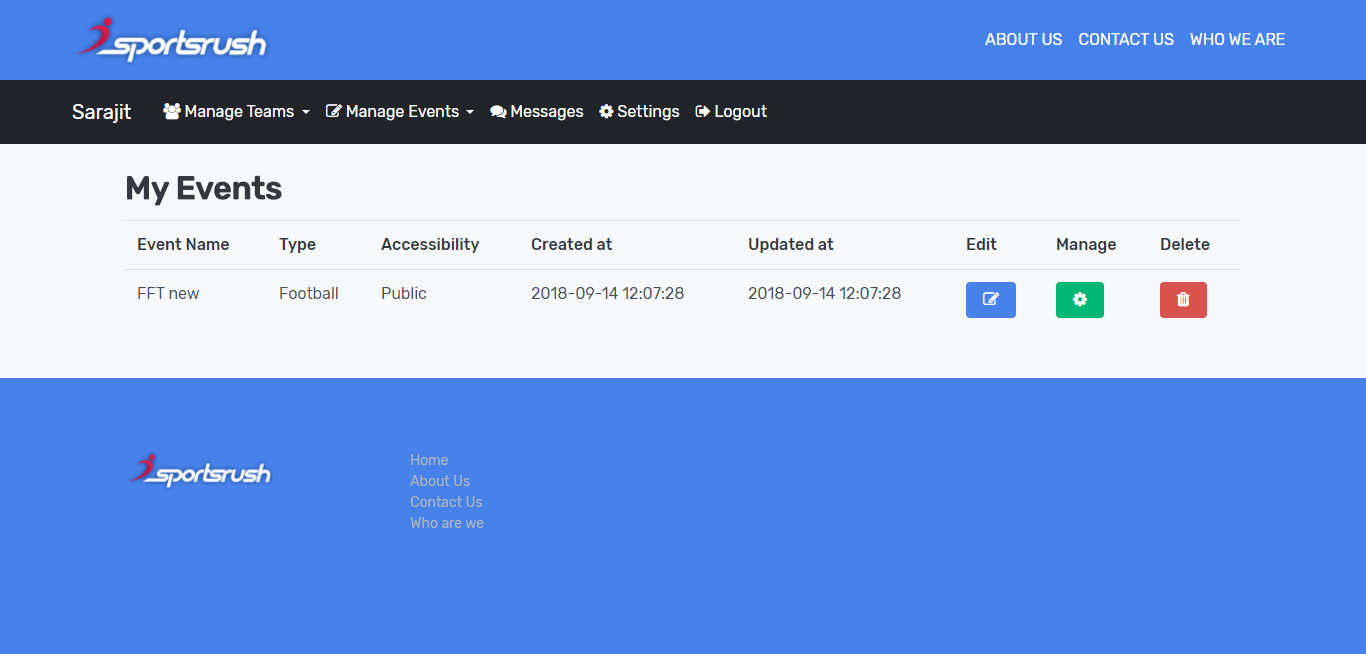 sportsrush
ABOUT US CONTACT US WHO WE ARE
Sarajit Manage Teams Manage Events Messages Settings Logout
My Events
Event Name Type Accessibility Created at Updated at Edit Manage Delete
FFT new Football Public 2018-09-14 12:07:28 2018-09-14 12:07:28
sportsrush
Home
About Us
Contact Us
Who are we